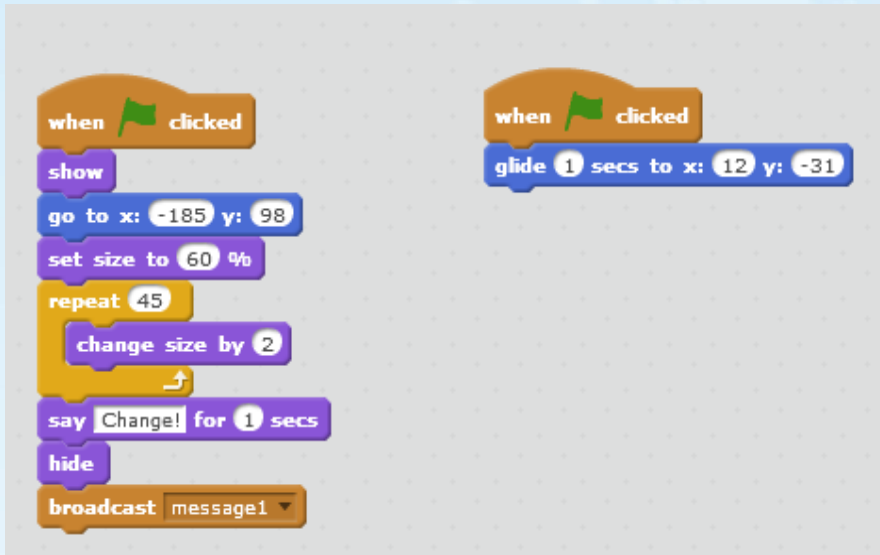 when clicked
show
go to x: -185 y: 98
set size to 60 %
repeat 45
change size by 2
say Change! for 1 secs
hide
broadcast message1
when clicked
glide 1 secs to x: 12 y: -31